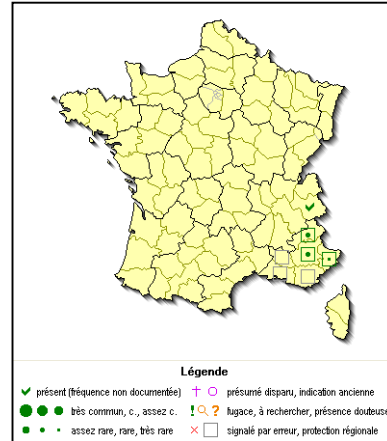 Légende
présent (fréquence non documentée) présumé disparu, indication ancienne
très commun, c., assez c. fugace, à rechercher, présence douteuse
assez rare, rare, très rare signalé par erreur, protection régionale